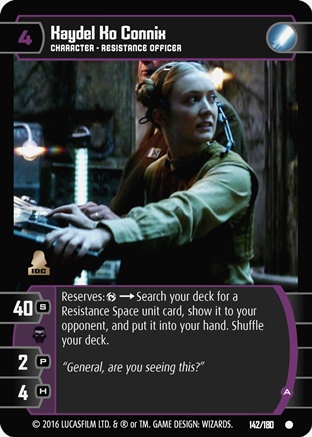 4
Kaydel Ko Connix
CHARACTER - RESISTANCE OFFICER
IDC
40 S
2 P
4 H
Reserves: → Search your deck for a
Resistance Space unit card, show it to your
opponent, and put it into your hand. Shuffle
your deck.
"General, are you seeing this?"
A
© 2016 LUCASFILM LTD. & ® or TM. GAME DESIGN: WIZARDS.
142/180